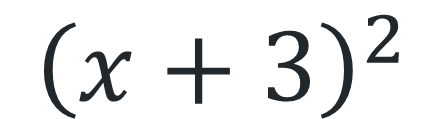 (x + 3)²